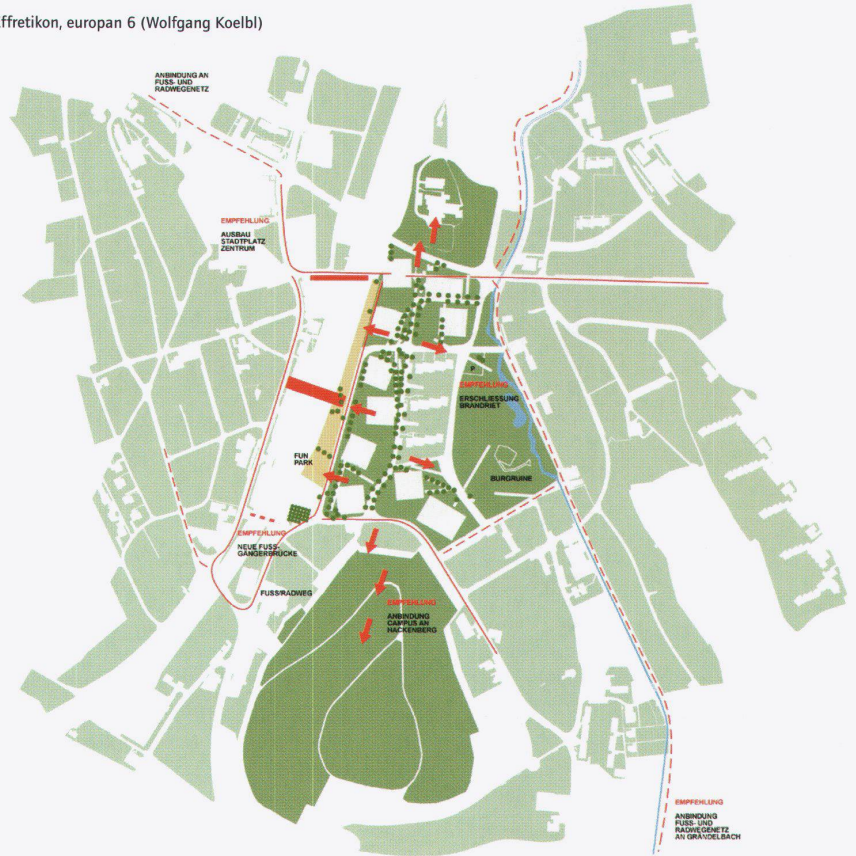 ffretikon, europan 6 (Wolfgang Koelbl)
ANBINDUNG AN
FUSS- UND
RADWEGENETZ
EMPFEHLUNG
AUSBAU
STADTPLATZ
ZENTRUM
P
EMPFEHLUNG
ERSCHLIESSUNG
BRANDRIET
FUN
PARK
BURGRUINE
EMPFEHLUNG
NEUE FUSS-
GÄNGERBRÜCKE
FUSS/RADWEG
EMPFEHLUNG
ANBINDUNG
CAMPUS AN
HACKENBERG
EMPFEHLUNG
ANBINDUNG
FUSS- UND
RADWEGENETZ
AN GRÄNDELBACH